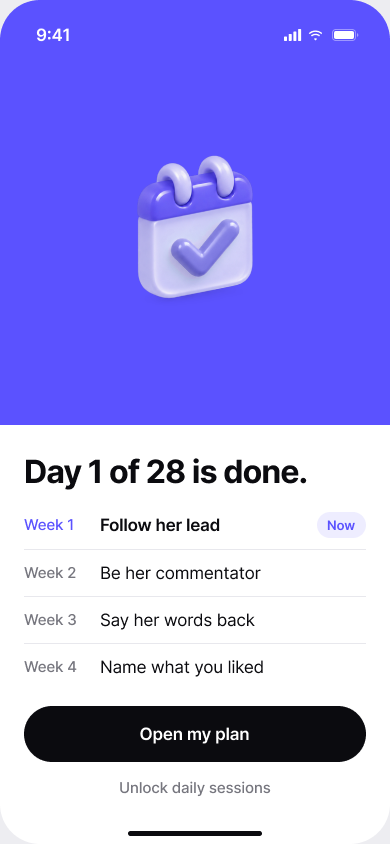 9:41
Day 1 of 28 is done.
Week 1 Follow her lead Now
Week 2 Be her commentator
Week 3 Say her words back
Week 4 Name what you liked
Open my plan
Unlock daily sessions